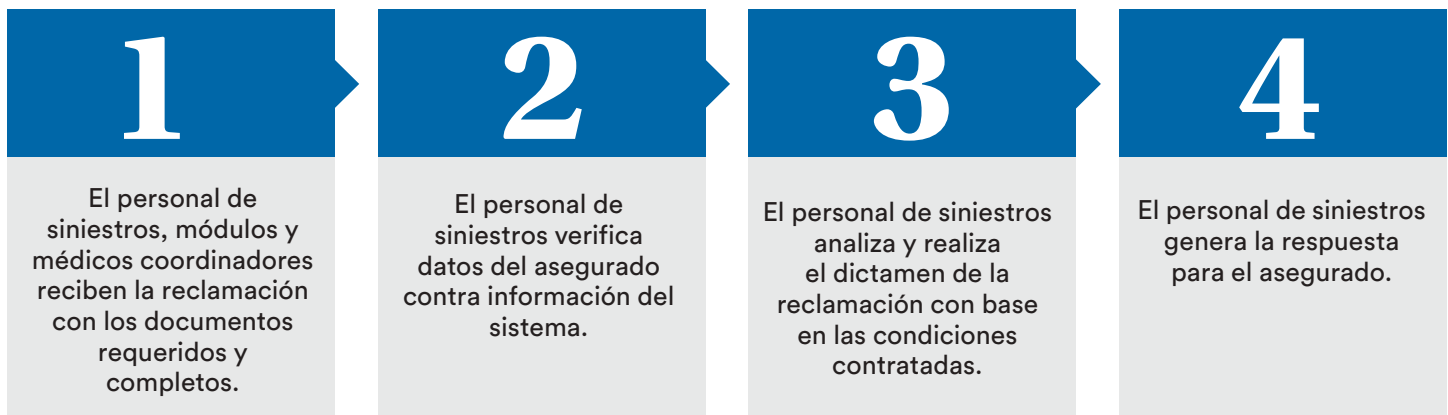 1
El personal de
siniestros, módulos y
médicos coordinadores
reciben la reclamación
con los documentos
requeridos y
completos.
2
El personal de
siniestros verifica
datos del asegurado
contra información del
sistema.
3
El personal de siniestros
analiza y realiza
el dictamen de la
reclamación con base
en las condiciones
contratadas.
4
El personal de siniestros
genera la respuesta
para el asegurado.